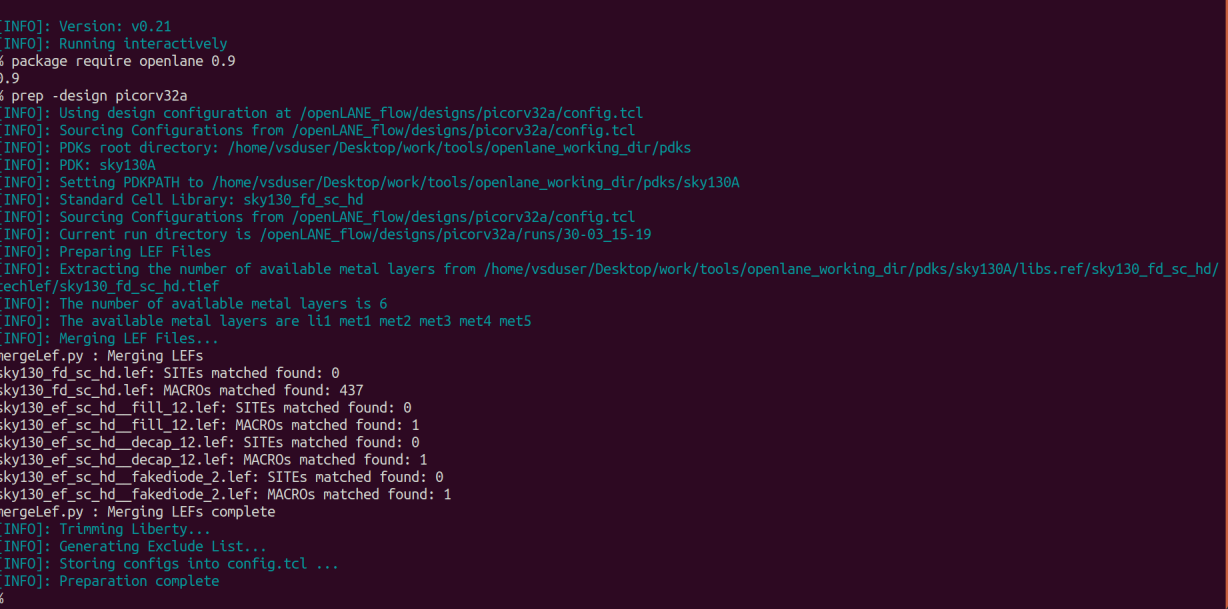 [INFO]: Version: v0.21
[INFO]: Running interactively
% package require openlane 0.9
0.9
% prep -design picorv32a
[INFO]: Using design configuration at /openLANE_flow/designs/picorv32a/config.tcl
[INFO]: Sourcing Configurations from /openLANE_flow/designs/picorv32a/config.tcl
[INFO]: PDKs root directory: /home/vsduser/Desktop/work/tools/openlane_working_dir/pdks
[INFO]: PDK: sky130A
[INFO]: Setting PDKPATH to /home/vsduser/Desktop/work/tools/openlane_working_dir/pdks/sky130A
[INFO]: Standard Cell Library: sky130_fd_sc_hd
[INFO]: Sourcing Configurations from /openLANE_flow/designs/picorv32a/config.tcl
[INFO]: Current run directory is /openLANE_flow/designs/picorv32a/runs/30-03_15-19
[INFO]: Preparing LEF Files
[INFO]: Extracting the number of available metal layers from /home/vsduser/Desktop/work/tools/openlane_working_dir/pdks/sky130A/libs.ref/sky130_fd_sc_hd/
techlef/sky130_fd_sc_hd.tlef
[INFO]: The number of available metal layers is 6
[INFO]: The available metal layers are li1 met1 met2 met3 met4 met5
[INFO]: Merging LEF Files...
mergeLef.py : Merging LEFs
sky130_fd_sc_hd.lef: SITEs matched found: 0
sky130_fd_sc_hd.lef: MACROs matched found: 437
sky130_ef_sc_hd__fill_12.lef: SITEs matched found: 0
sky130_ef_sc_hd__fill_12.lef: MACROs matched found: 1
sky130_ef_sc_hd__decap_12.lef: SITEs matched found: 0
sky130_ef_sc_hd__decap_12.lef: MACROs matched found: 1
sky130_ef_sc_hd__fakediode_2.lef: SITEs matched found: 0
sky130_ef_sc_hd__fakediode_2.lef: MACROs matched found: 1
mergeLef.py : Merging LEFs complete
[INFO]: Trimming Liberty...
[INFO]: Generating Exclude List...
[INFO]: Storing configs into config.tcl ...
[INFO]: Preparation complete
%